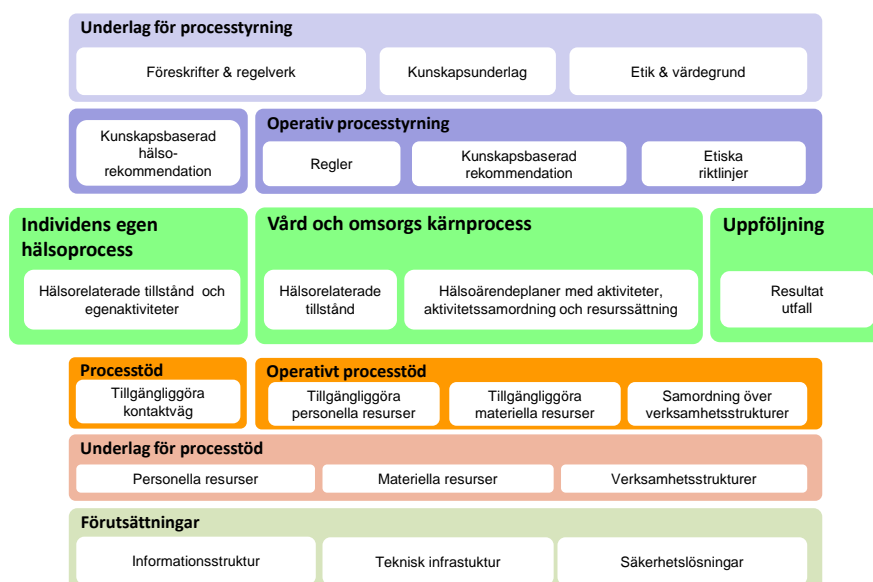 Underlag för processtyrning
Föreskrifter & regelverk
Kunskapsunderlag
Etik & värdegrund
Kunskapsbaserad
hälso-
rekommendation
Operativ processtyrning
Regler
Kunskapsbaserad
rekommendation
Etiska
riktlinjer
Individens egen
hälsoprocess
Hälsorelaterade tillstånd och
egenaktiviteter
Vård och omsorgs kärnprocess
Hälsorelaterade
tillstånd
Hälsoärendeplaner med aktiviteter,
aktivitetssamordning och resurssättning
Uppföljning
Resultat
utfall
Processtöd
Tillgängliggöra
kontaktväg
Operativt processtöd
Tillgängliggöra
personella resurser
Tillgängliggöra
materiella resurser
Samordning över
verksamhetsstrukturer
Underlag för processtöd
Personella resurser
Materiella resurser
Verksamhetsstrukturer
Förutsättningar
Informationsstruktur
Teknisk infrastuktur
Säkerhetslösningar